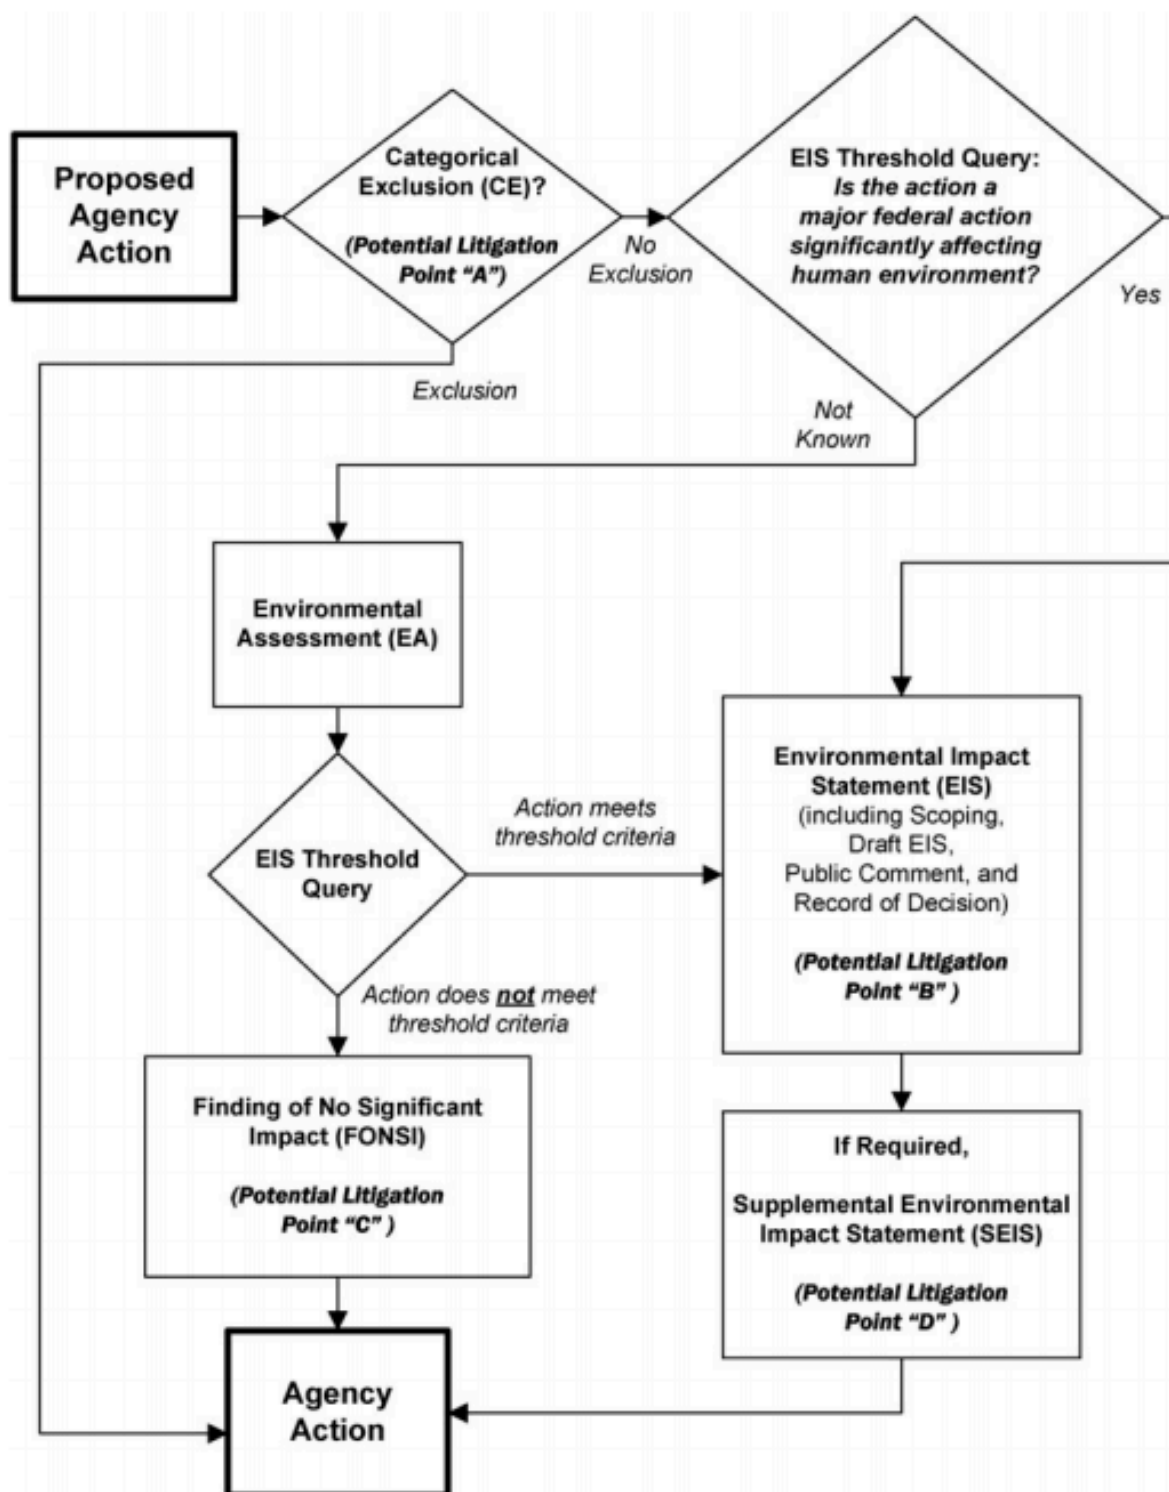 Proposed
Agency
Action
Categorical
Exclusion (CE)?
(Potential Litigation
Point “A”)
No
Exclusion
EIS Threshold Query:
Is the action a
major federal action
significantly affecting
human environment?
Yes
Exclusion
Not
Known
Environmental
Assessment (EA)
EIS Threshold
Query
Action meets
threshold criteria
Environmental Impact
Statement (EIS)
(including Scoping,
Draft EIS,
Public Comment, and
Record of Decision)
(Potential Litigation
Point “B” )
Action does not meet
threshold criteria
Finding of No Significant
Impact (FONSI)
(Potential Litigation
Point “C” )
If Required,
Supplemental Environmental
Impact Statement (SEIS)
(Potential Litigation
Point “D” )
Agency
Action